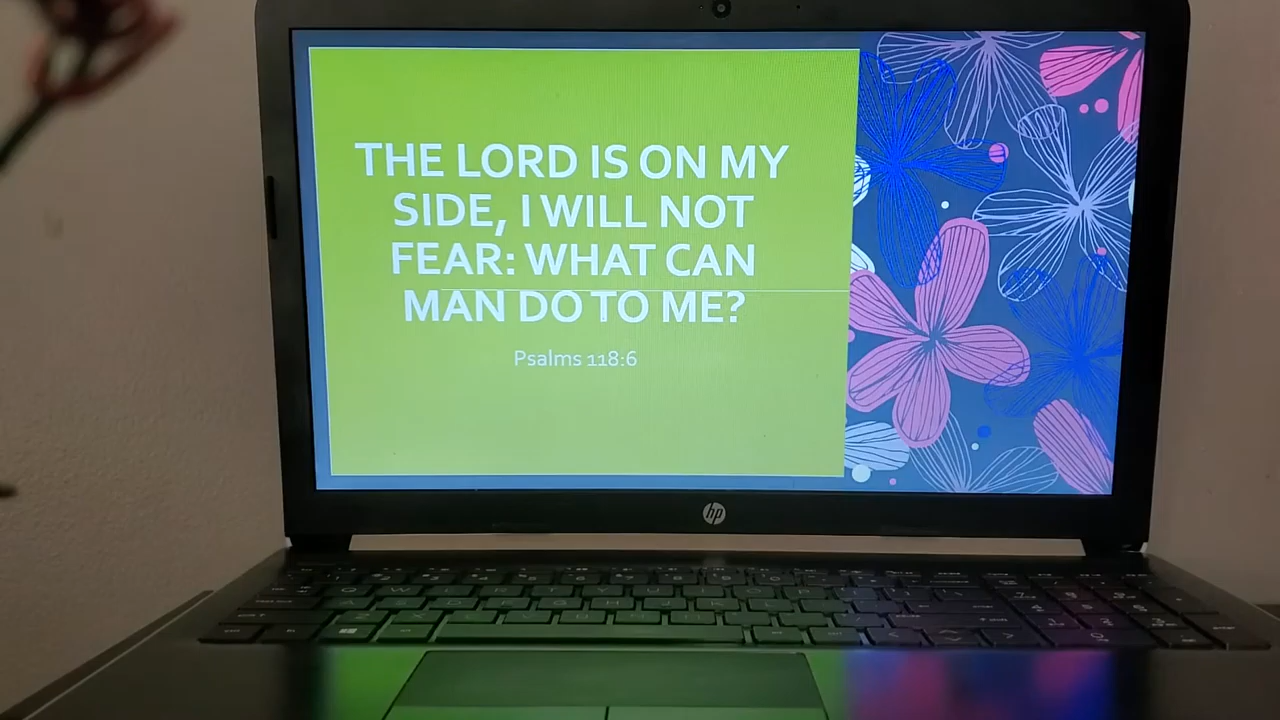 THE LORD IS ON MY
SIDE, I WILL NOT
FEAR: WHAT CAN
MAN DO TO ME?
Psalms 118:6
hp